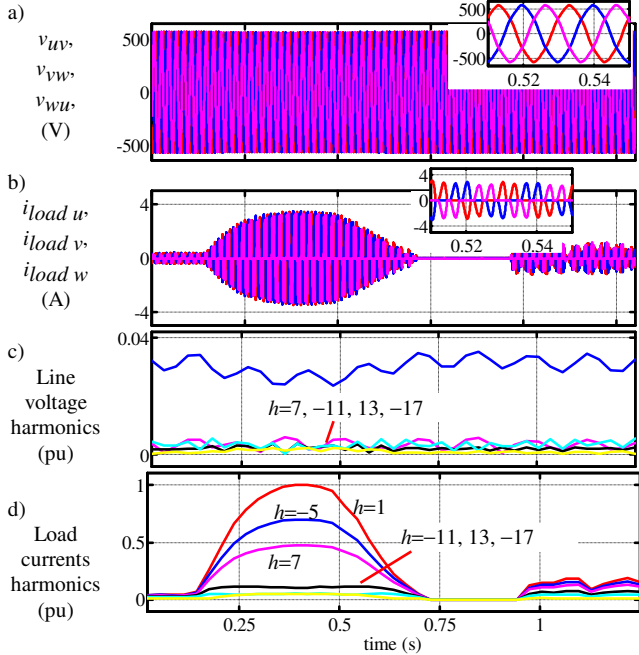 a)
v_uv,
v_vw,
v_wu,
(V)
500
0
-500
500
0
-500
0.52 0.54
b)
i_load u,
i_load v,
i_load w
(A)
4
0
-4
4
2
0
-4
0.52 0.54
c)
Line
voltage
harmonics
(pu)
0.04
0
h=7, −11, 13, −17
d)
Load
currents
harmonics
(pu)
1
0.5
0
h=−5
h=1
h=7
h=−11, 13, −17
0.25 0.5 0.75 1
time (s)